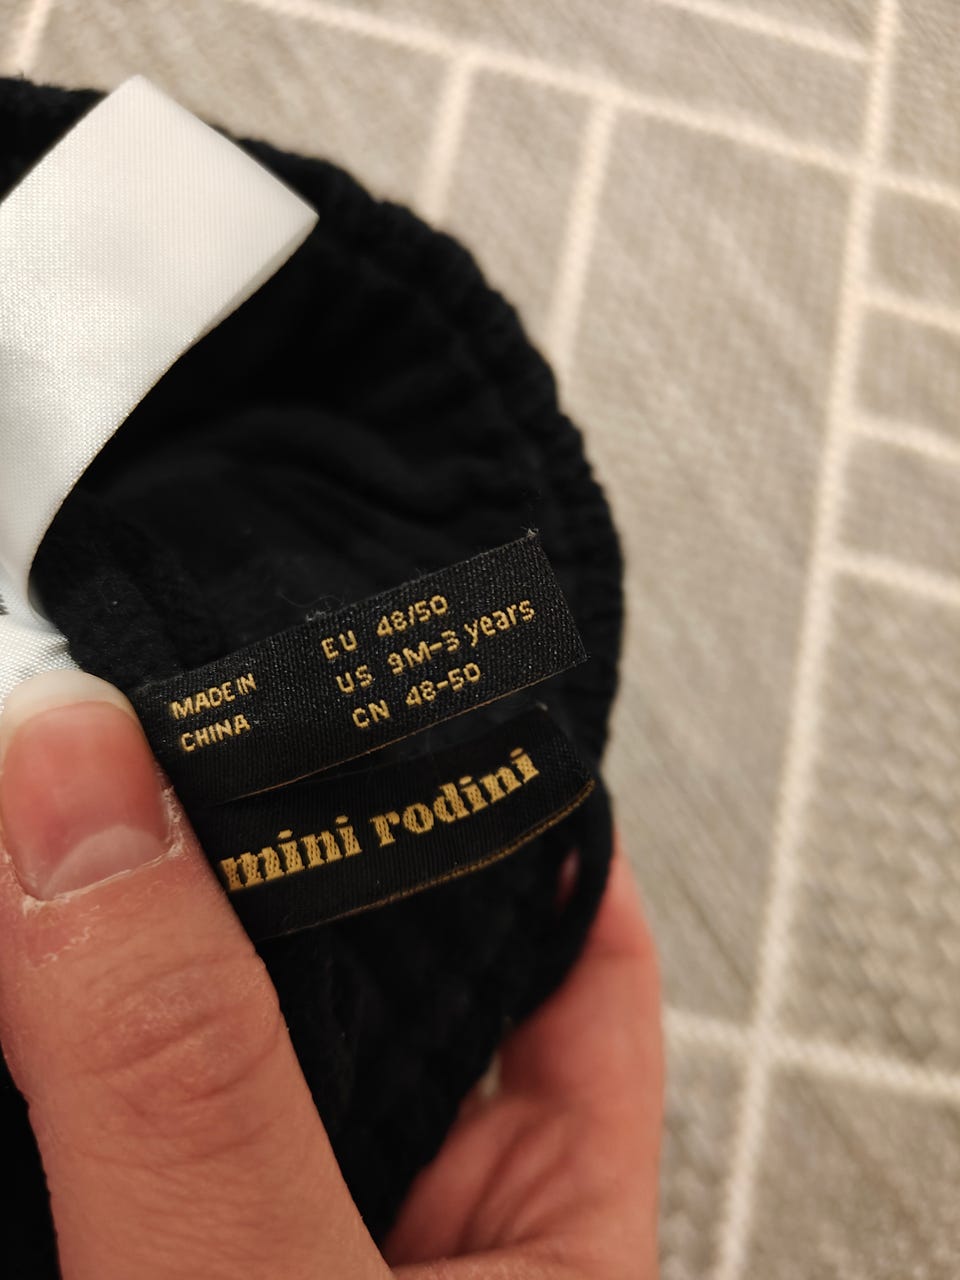 MADE IN
CHINA
EU 48/50
US 9M-3 years
CN 48-50
mini rodini